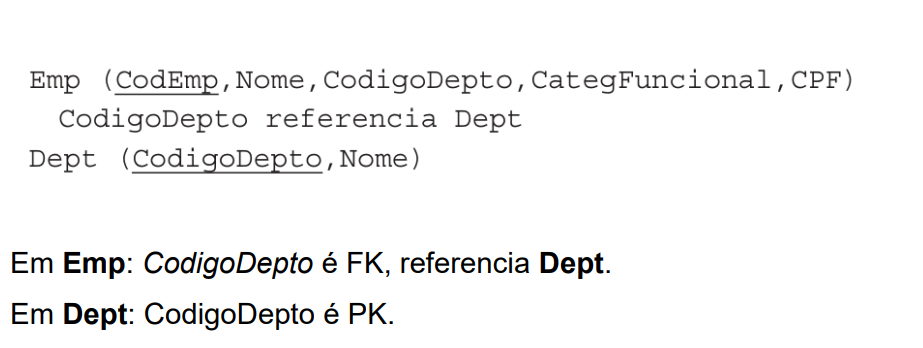 Emp (CodEmp,Nome,CodigoDepto,CategFuncional,CPF)
CodigoDepto referencia Dept
Dept (CodigoDepto,Nome)
Em Emp: CodigoDepto é FK, referencia Dept.
Em Dept: CodigoDepto é PK.